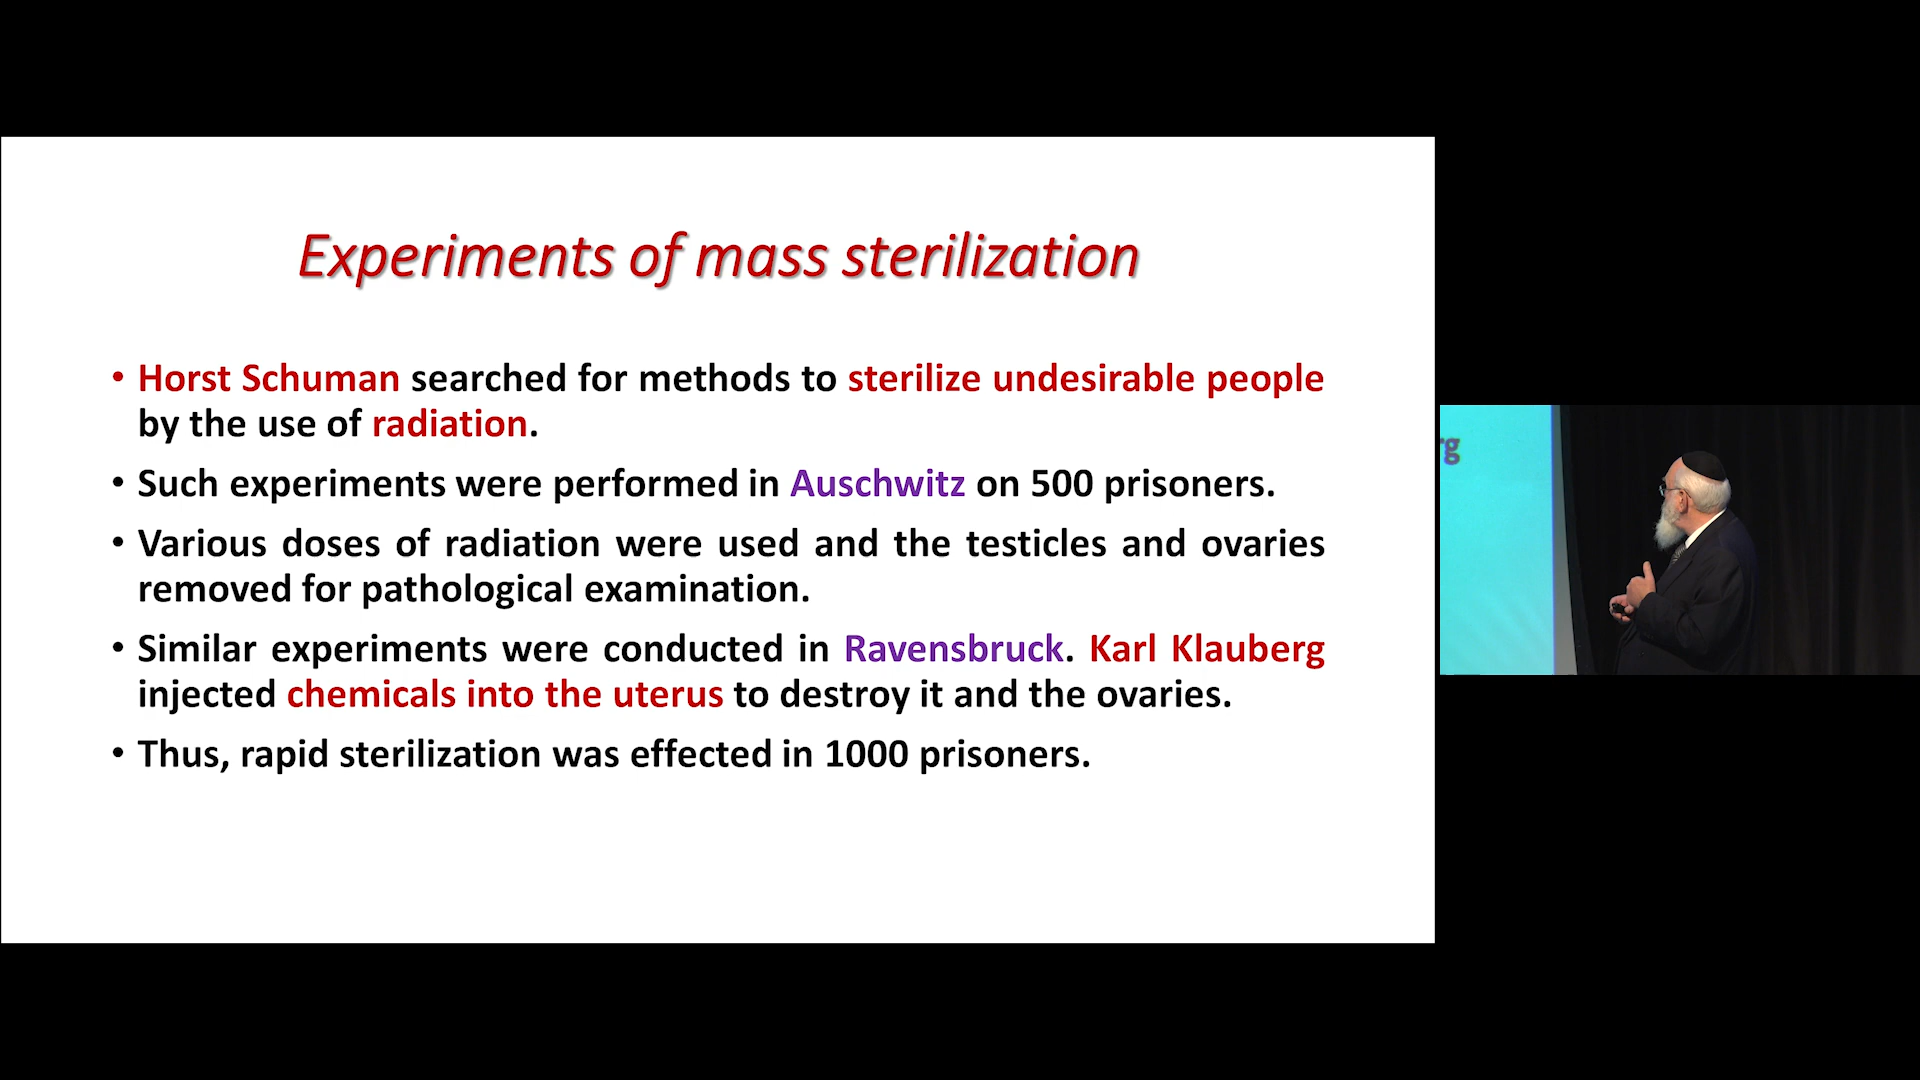 Experiments of mass sterilization
• Horst Schuman searched for methods to sterilize undesirable people
by the use of radiation.
• Such experiments were performed in Auschwitz on 500 prisoners.
• Various doses of radiation were used and the testicles and ovaries
removed for pathological examination.
• Similar experiments were conducted in Ravensbruck. Karl Klauberg
injected chemicals into the uterus to destroy it and the ovaries.
• Thus, rapid sterilization was effected in 1000 prisoners.
rg